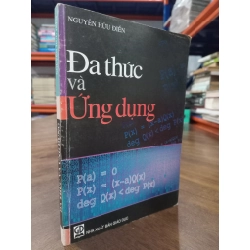 NGUYỄN HỮU ĐIỂN
Đa thức
và
Ứng dụng
P(a) = 0
P(x) = (x-a)Q(x)
deg Q(x) < deg P(x)
NHÀ XUẤT BẢN GIÁO DỤC